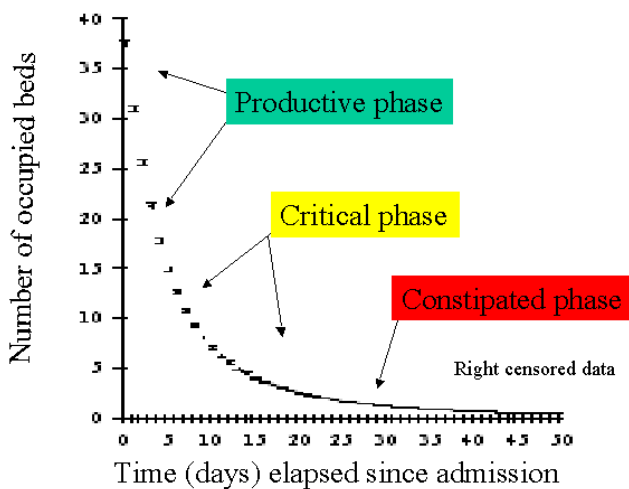 Number of occupied beds
40
35
30
25
20
15
10
5
0
Productive phase
Critical phase
Constipated phase
Right censored data
0 5 10 15 20 25 30 35 40 45 50
Time (days) elapsed since admission